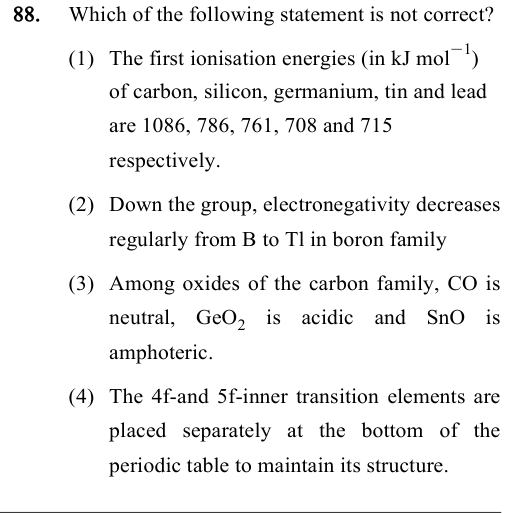 88. Which of the following statement is not correct?
(1) The first ionisation energies (in kJ mol⁻¹)
of carbon, silicon, germanium, tin and lead
are 1086, 786, 761, 708 and 715
respectively.
(2) Down the group, electronegativity decreases
regularly from B to Tl in boron family
(3) Among oxides of the carbon family, CO is
neutral, GeO₂ is acidic and SnO is
amphoteric.
(4) The 4f-and 5f-inner transition elements are
placed separately at the bottom of the
periodic table to maintain its structure.